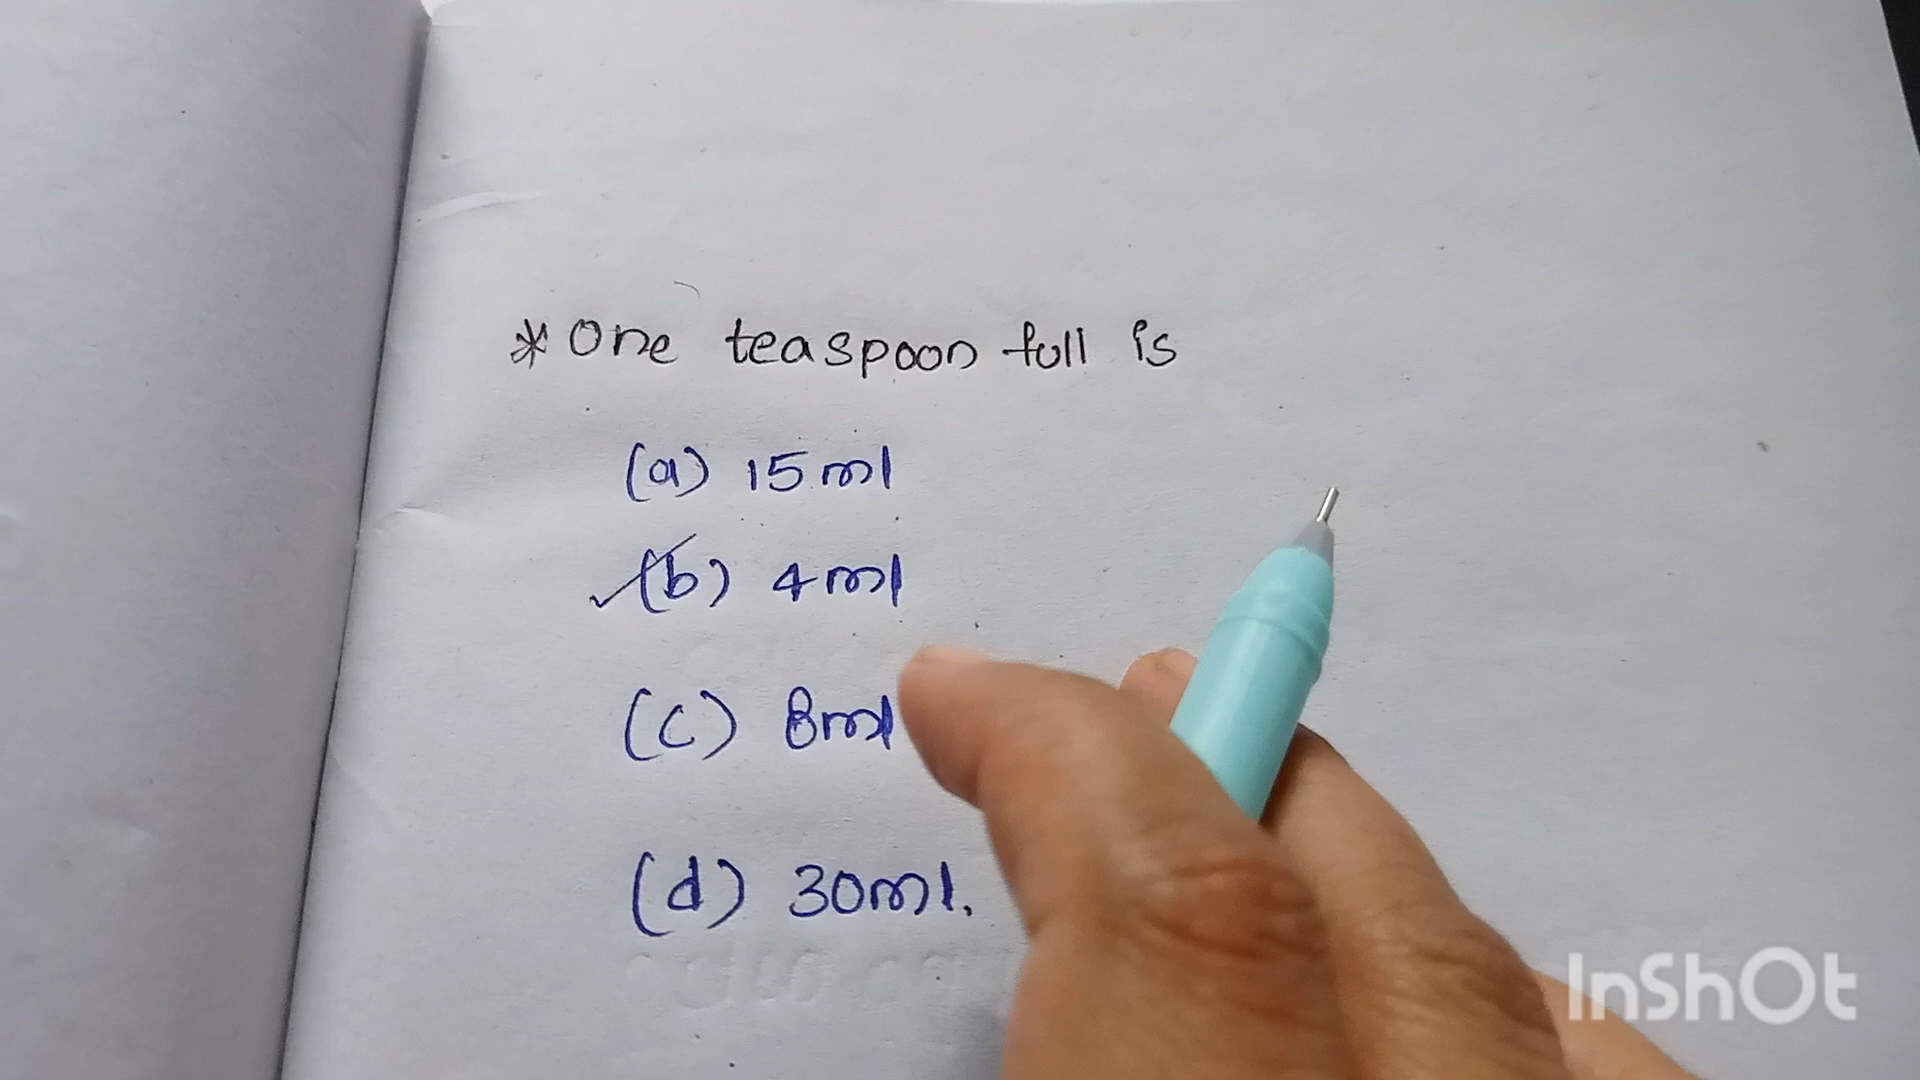 * One teaspoon full is
(a) 15ml
(b) 4ml
(c) 8ml
(d) 30ml.
InShOt